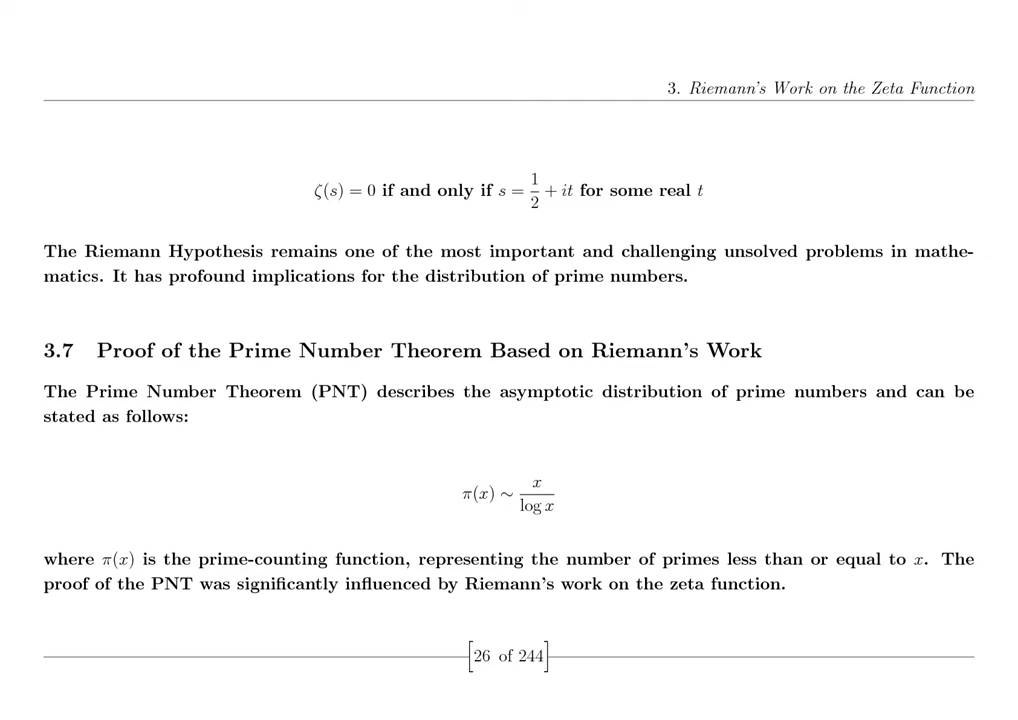 3. Riemann's Work on the Zeta Function
ζ(s) = 0 if and only if s = 1/2 + it for some real t
The Riemann Hypothesis remains one of the most important and challenging unsolved problems in mathe-
matics. It has profound implications for the distribution of prime numbers.
3.7 Proof of the Prime Number Theorem Based on Riemann's Work
The Prime Number Theorem (PNT) describes the asymptotic distribution of prime numbers and can be
stated as follows:
π(x) ∼ x/log x
where π(x) is the prime-counting function, representing the number of primes less than or equal to x. The
proof of the PNT was significantly influenced by Riemann's work on the zeta function.
[26 of 244]